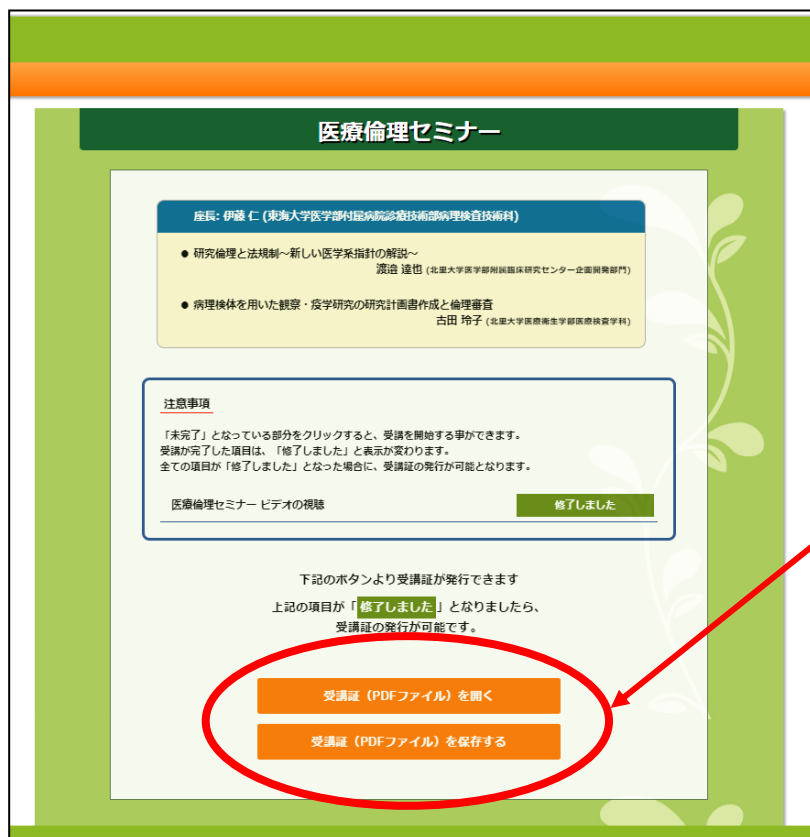 医療倫理セミナー
座長: 伊藤 仁 (東海大学医学部付属病院診療技術部病理検査技術科)
● 研究倫理と法規制～新しい医学系指針の解説～
渡邉 達也 (北里大学医学部附属臨床研究センター企画開発部門)
● 病理検体を用いた観察・疫学研究の研究計画書作成と倫理審査
古田 玲子 (北里大学医療衛生学部医療検査学科)
注意事項
「未完了」となっている部分をクリックすると、受講を開始する事ができます。
受講が完了した項目は、「修了しました」と表示が変わります。
全ての項目が「修了しました」となった場合に、受講証の発行が可能となります。
医療倫理セミナー ビデオの視聴 修了しました
下記のボタンより受講証が発行できます
上記の項目が「修了しました」となりましたら、
受講証の発行が可能です。
受講証（PDFファイル）を開く
受講証（PDFファイル）を保存する